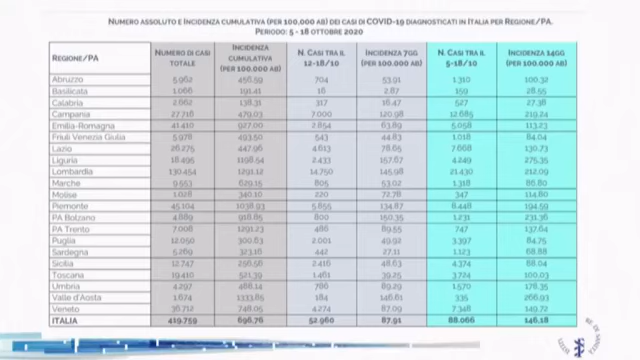 NUMERO ASSOLUTO E INCIDENZA CUMULATIVA (PER 100.000 AB) DEI CASI DI COVID-19 DIAGNOSTICATI IN ITALIA PER REGIONE/PA.
PERIODO: 5 - 18 OTTOBRE 2020
REGIONE/PA NUMERO DI CASI TOTALE INCIDENZA CUMULATIVA (PER 100.000 AB) N. CASI TRA IL 12-18/10 INCIDENZA 7GG (PER 100.000 AB) N. CASI TRA IL 5-18/10 INCIDENZA 14GG (PER 100.000 AB)
Abruzzo 5.962 456.59 704 53.91 1.310 100.32
Basilicata 1.066 191.41 16 2.87 159 28.55
Calabria 2.662 138.31 317 16.47 527 27.38
Campania 27.716 479.03 7.000 120.98 12.685 219.24
Emilia-Romagna 41.410 927.00 2.854 63.89 5.058 113.23
Friuli Venezia Giulia 5.978 493.50 543 44.83 1.018 84.04
Lazio 26.275 447.96 4.613 78.65 7.668 130.73
Liguria 18.495 1198.54 2.433 157.67 4.249 275.35
Lombardia 130.454 1291.12 14.750 145.98 21.430 212.09
Marche 9.553 629.15 805 53.02 1.318 86.80
Molise 1.028 340.10 220 72.78 347 114.80
Piemonte 45.104 1038.93 5.855 134.87 8.448 194.59
PA Bolzano 4.889 918.85 800 150.35 1.231 231.36
PA Trento 7.008 1291.23 486 89.55 747 137.64
Puglia 12.050 300.63 2.001 49.92 3.397 84.75
Sardegna 5.269 323.16 442 27.11 1.123 68.88
Sicilia 12.747 256.56 2.416 48.63 4.374 88.04
Toscana 19.410 521.39 1.461 39.25 3.724 100.03
Umbria 4.297 488.14 786 89.29 1.570 178.35
Valle d'Aosta 1.674 1333.85 184 146.61 335 266.93
Veneto 36.712 748.05 4.274 87.09 7.348 149.72
ITALIA 419.759 696.76 52.960 87.91 88.066 146.18